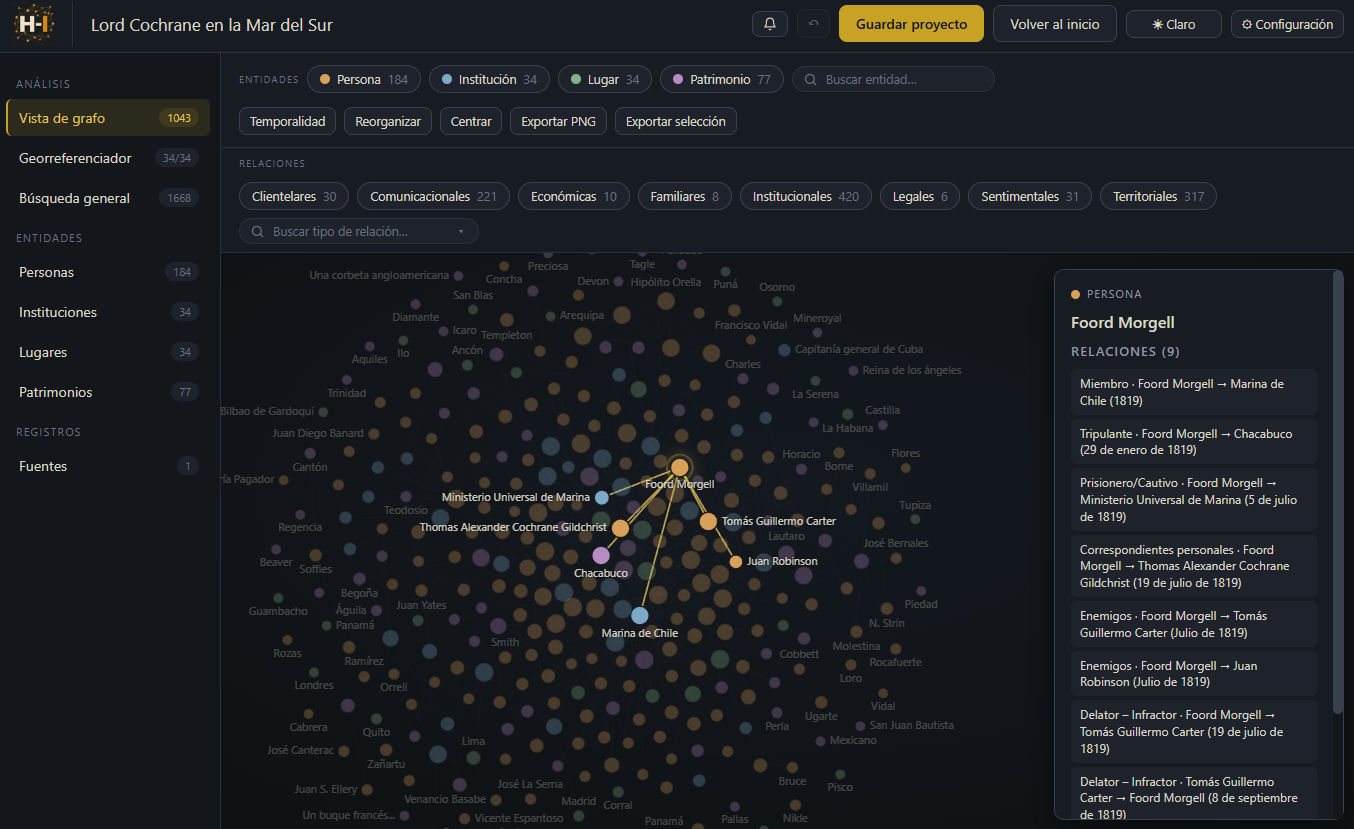 H-I
Lord Cochrane en la Mar del Sur
Guardar proyecto
Volver al inicio
☀ Claro
⚙ Configuración
ANÁLISIS
Vista de grafo 1043
Georreferenciador 34/34
Búsqueda general 1668
ENTIDADES
Personas 184
Instituciones 34
Lugares 34
Patrimonios 77
REGISTROS
Fuentes 1
ENTIDADES
Persona 184
Institución 34
Lugar 34
Patrimonio 77
Buscar entidad...
Temporalidad
Reorganizar
Centrar
Exportar PNG
Exportar selección
RELACIONES
Clientelares 30
Comunicacionales 221
Económicas 10
Familiares 8
Institucionales 420
Legales 6
Sentimentales 31
Territoriales 317
Buscar tipo de relación...
Tagle
Preciosa
Una corbeta angloamericana
Concha
Devon
Hipólito Orella
Puná
Osorno
San Blas
Diamante
Arequipa
Francisco Vidal
Mineroyal
Icaro
Templeton
Ilo
Ancón
Capitanía general de Cuba
Aquiles
Charles
Reina de los ángeles
Trinidad
La Serena
Bilbao de Gardoqui
Castilla
La Habana
Juan Diego Banard
Cantón
Horacio
Borne
Flores
ía Pagador
Villamil
Foord Morgell
Ministerio Universal de Marina
Teodosio
Tupiza
Regencia
Thomas Alexander Cochrane Gildchrist
Tomás Guillermo Carter
Lautaro
José Bernales
Beaver
Soffies
Juan Robinson
Chacabuco
Begoña
Piedad
Guambacho
Águila
Juan Yates
Panamá
N. Strin
Marina de Chile
Smith
Rozas
Ramírez
Cobbett
Molestina
Rocafuerte
Loro
Londres
Orreli
Vidal
Cabrera
Quito
Ugarte
Perla
San Juan Bautista
Lima
Mexicano
José Canterac
Zañartu
Juan S. Ellery
José La Serna
Bruce
Pisco
Venancio Basabe
Madrid
Corral
Un buque francés...
Vicente Espantoso
Panamá
Pallas
Nikle
PERSONA
Foord Morgell
RELACIONES (9)
Miembro · Foord Morgell → Marina de
Chile (1819)
Tripulante · Foord Morgell → Chacabuco
(29 de enero de 1819)
Prisionero/Cautivo · Foord Morgell →
Ministerio Universal de Marina (5 de julio
de 1819)
Correspondientes personales · Foord
Morgell → Thomas Alexander Cochrane
Gildchrist (19 de julio de 1819)
Enemigos · Foord Morgell → Tomás
Guillermo Carter (Julio de 1819)
Enemigos · Foord Morgell → Juan
Robinson (Julio de 1819)
Delator – Infractor · Foord Morgell →
Tomás Guillermo Carter (19 de julio de
1819)
Delator – Infractor · Tomás Guillermo
Carter → Foord Morgell (8 de septiembre
de 1819)